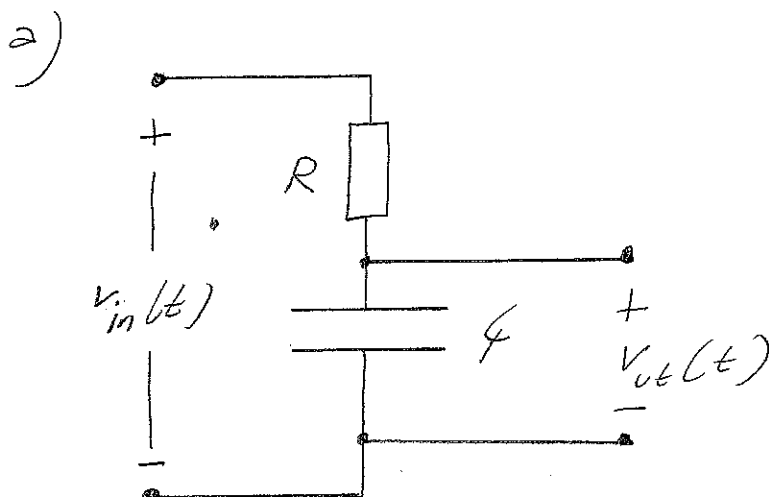 a)
+
R
v_in(t)
+
v_ut(t)
-
-